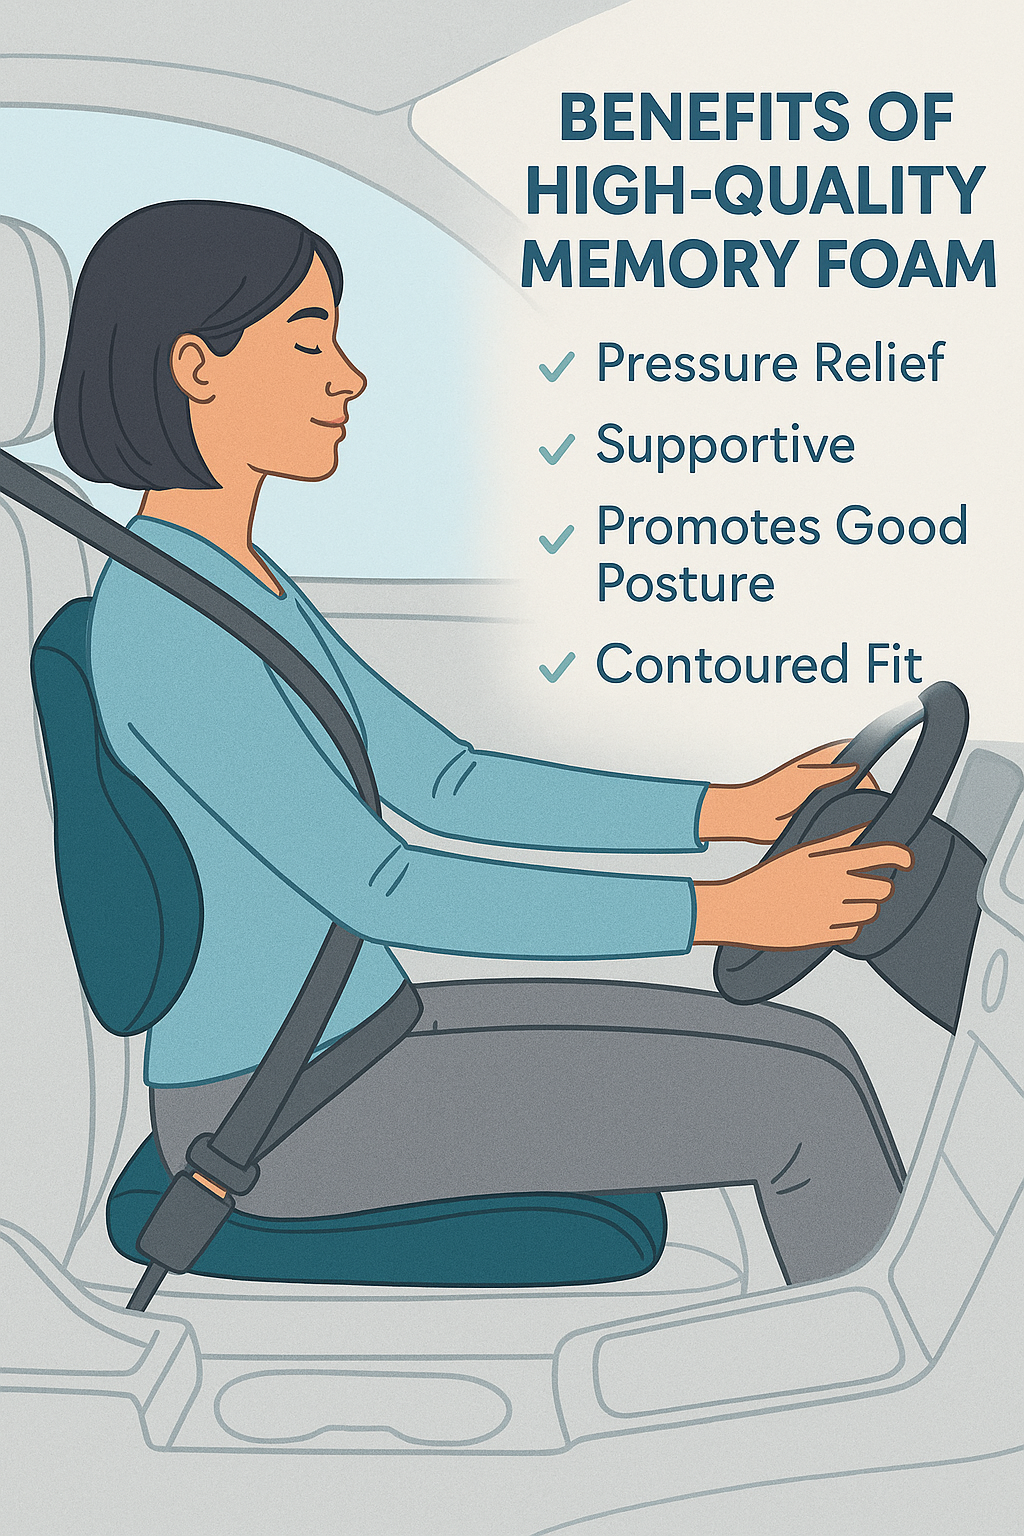 BENEFITS OF
HIGH-QUALITY
MEMORY FOAM
Pressure Relief
Supportive
Promotes Good
Posture
Contoured Fit